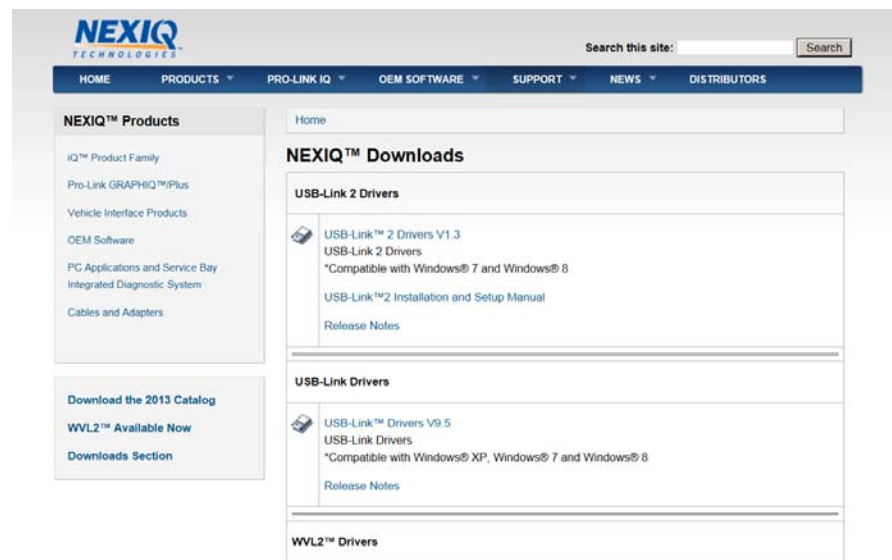 NEXIQ
TECHNOLOGIES™
Search this site:
Search
HOME
PRODUCTS
PRO-LINK IQ
OEM SOFTWARE
SUPPORT
NEWS
DISTRIBUTORS
NEXIQ™ Products
iQ™ Product Family
Pro-Link GRAPHIQ™/Plus
Vehicle Interface Products
OEM Software
PC Applications and Service Bay
Integrated Diagnostic System
Cables and Adapters
Download the 2013 Catalog
WVL2™ Available Now
Downloads Section
Home
NEXIQ™ Downloads
USB-Link 2 Drivers
USB-Link™ 2 Drivers V1.3
USB-Link 2 Drivers
*Compatible with Windows® 7 and Windows® 8
USB-Link™2 Installation and Setup Manual
Release Notes
USB-Link Drivers
USB-Link™ Drivers V9.5
USB-Link Drivers
*Compatible with Windows® XP, Windows® 7 and Windows® 8
Release Notes
WVL2™ Drivers